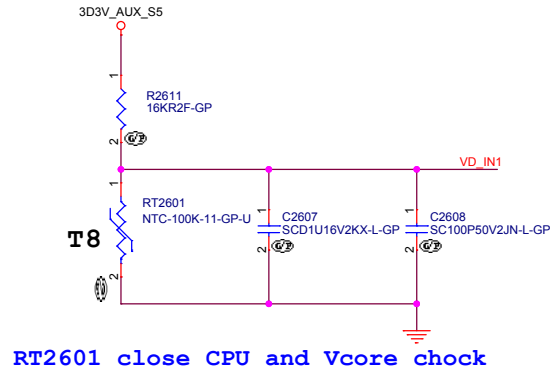 3D3V_AUX_S5
1
R2611
16KR2F-GP
2
G/P
VD_IN1
1
RT2601
NTC-100K-11-GP-U
T8
2
1
C2607
SCD1U16V2KX-L-GP
2
G/P
1
C2608
SC100P50V2JN-L-GP
2
G/P
RT2601 close CPU and Vcore chock